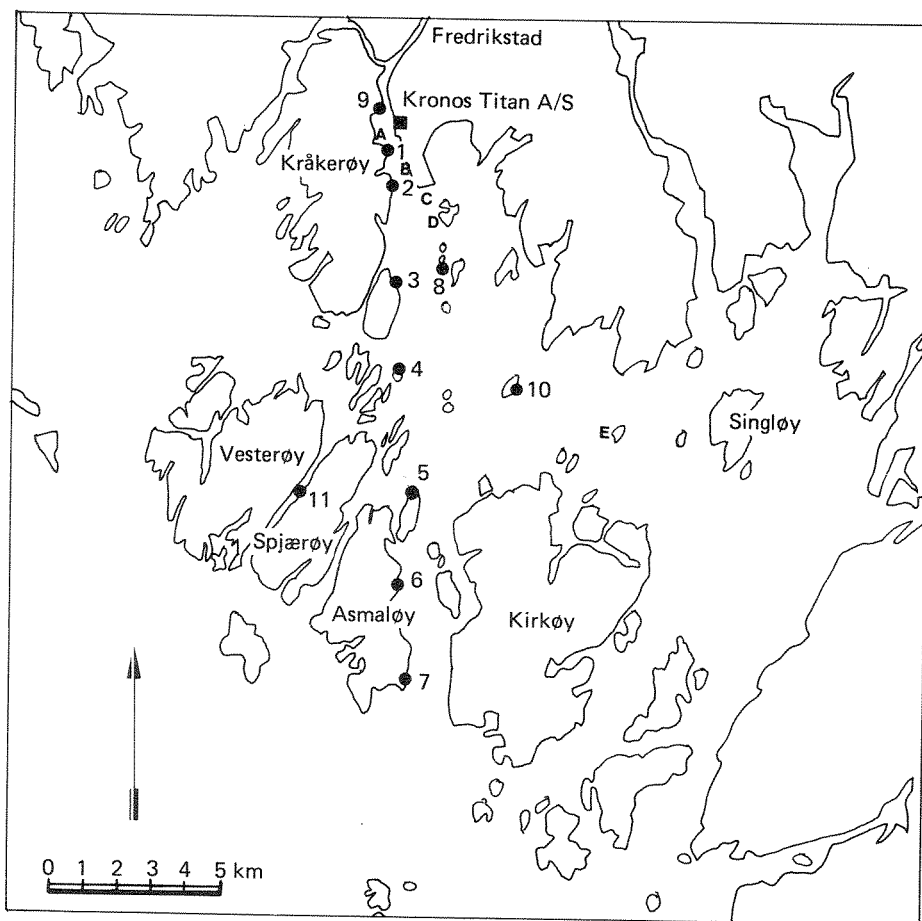 Fredrikstad
9
Kronos Titan A/S
A
1
Kråkerøy
B
2
C
D
3
8
4
10
Singløy
E
Vesterøy
5
11
Spjærøy
6
Asmaløy
Kirkøy
7
0 1 2 3 4 5 km